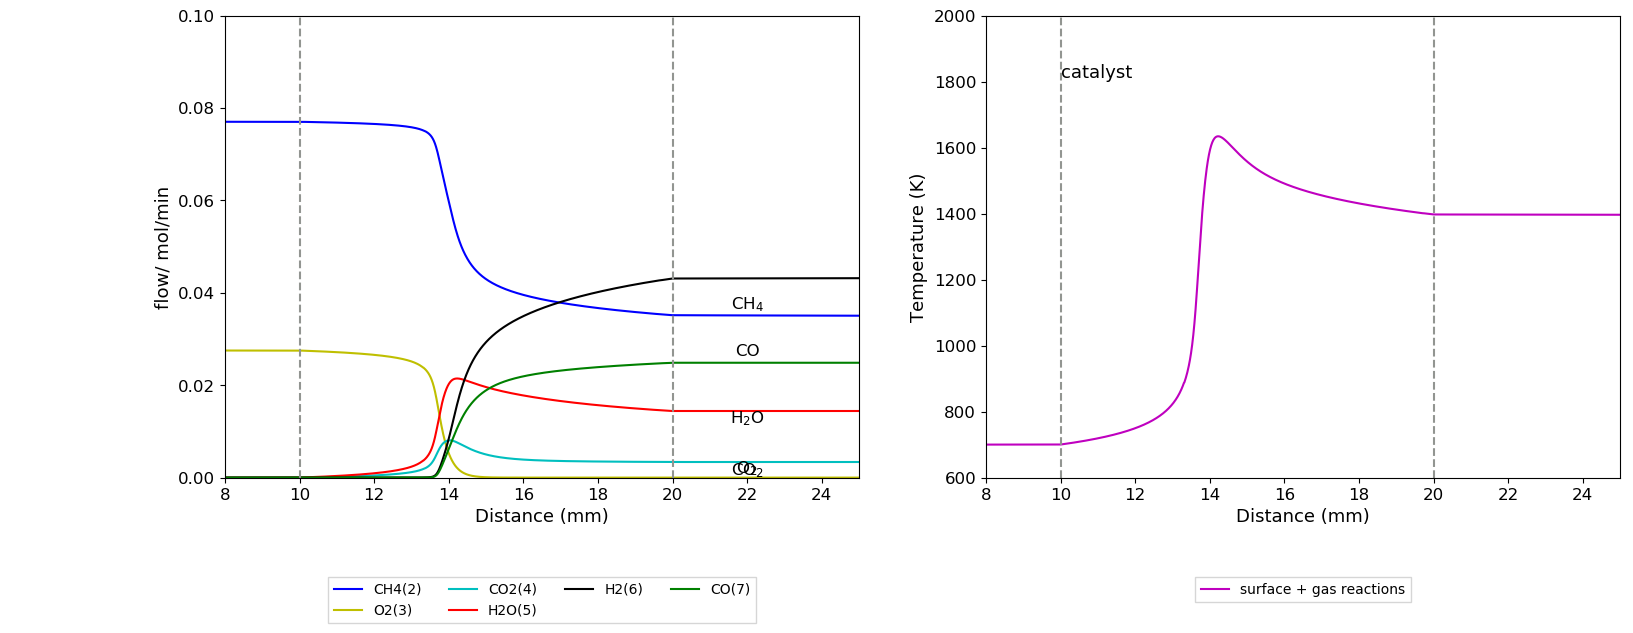 0.10
0.08
0.06
0.04
0.02
0.00
flow/ mol/min
CH4
CO
H2O
O2
CO2
8 10 12 14 16 18 20 22 24
Distance (mm)
CH4(2) CO2(4) H2(6) CO(7)
O2(3) H2O(5)
2000
1800
1600
1400
1200
1000
800
600
Temperature (K)
catalyst
8 10 12 14 16 18 20 22 24
Distance (mm)
surface + gas reactions